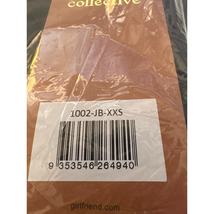 collective
1002-JB-XXS
9 353546 264940
girlfriend.com